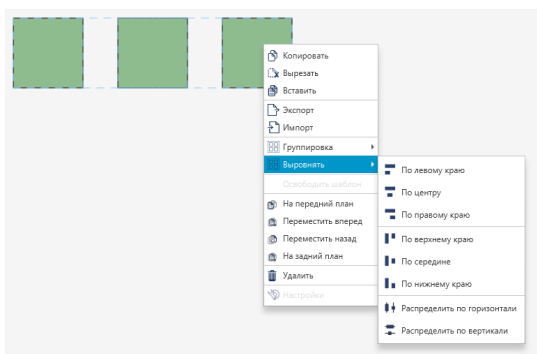 Копировать
Вырезать
Вставить
Экспорт
Импорт
Группировка
Выровнять
Освободить шаблон
На передний план
Переместить вперед
Переместить назад
На задний план
Удалить
Настройки
По левому краю
По центру
По правому краю
По верхнему краю
По середине
По нижнему краю
Распределить по горизонтали
Распределить по вертикали